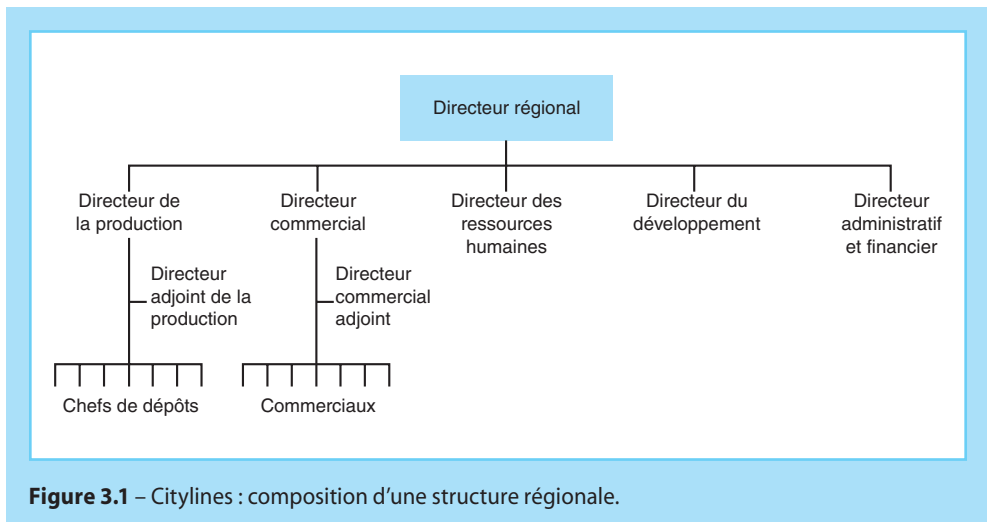 Directeur régional
Directeur de
la production
Directeur
commercial
Directeur des
ressources
humaines
Directeur du
développement
Directeur
administratif
et financier
Directeur
adjoint de la
production
Directeur
commercial
adjoint
Chefs de dépôts
Commerciaux
Figure 3.1 – Citylines : composition d’une structure régionale.